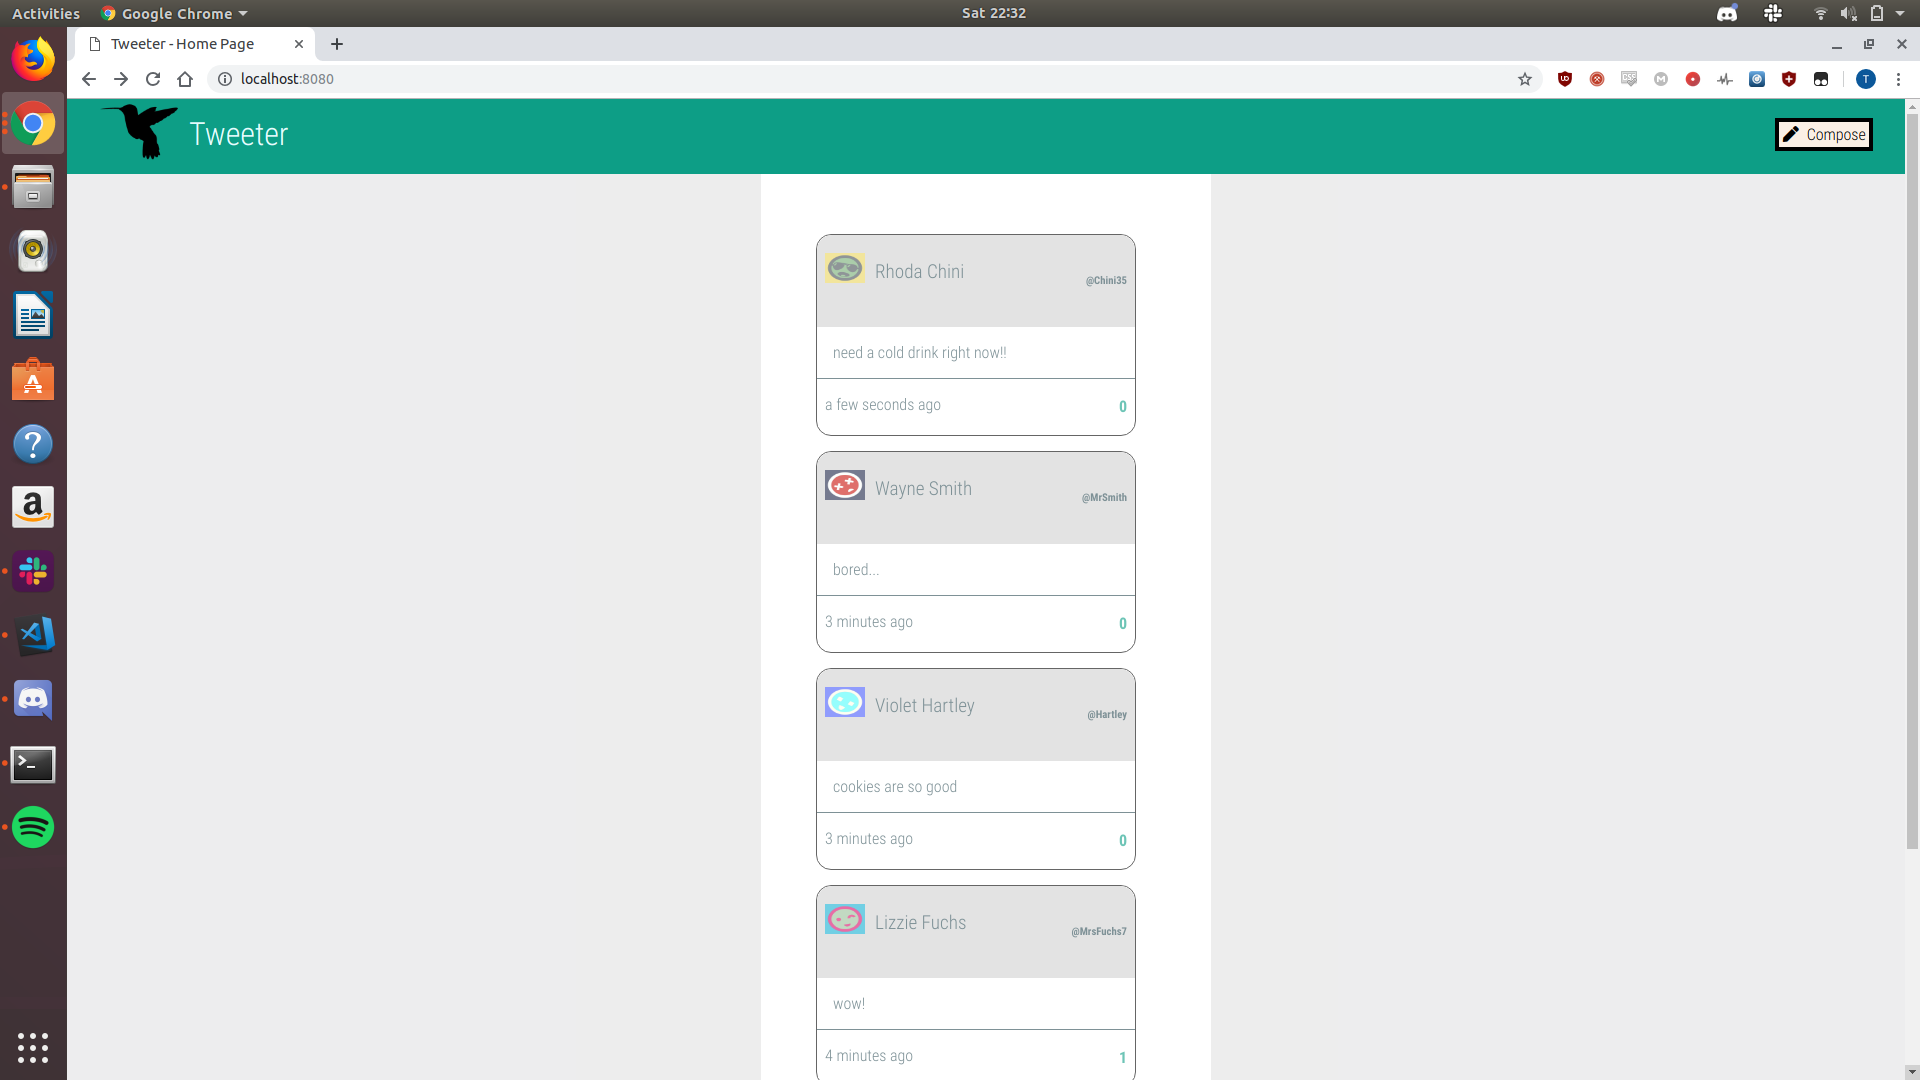 Activities Google Chrome Sat 22:32
Tweeter - Home Page
localhost:8080
T
Tweeter
Compose
Rhoda Chini
@Chini35
need a cold drink right now!!
a few seconds ago 0
Wayne Smith
@MrSmith
bored...
3 minutes ago 0
Violet Hartley
@Hartley
cookies are so good
3 minutes ago 0
Lizzie Fuchs
@MrsFuchs7
wow!
4 minutes ago 1